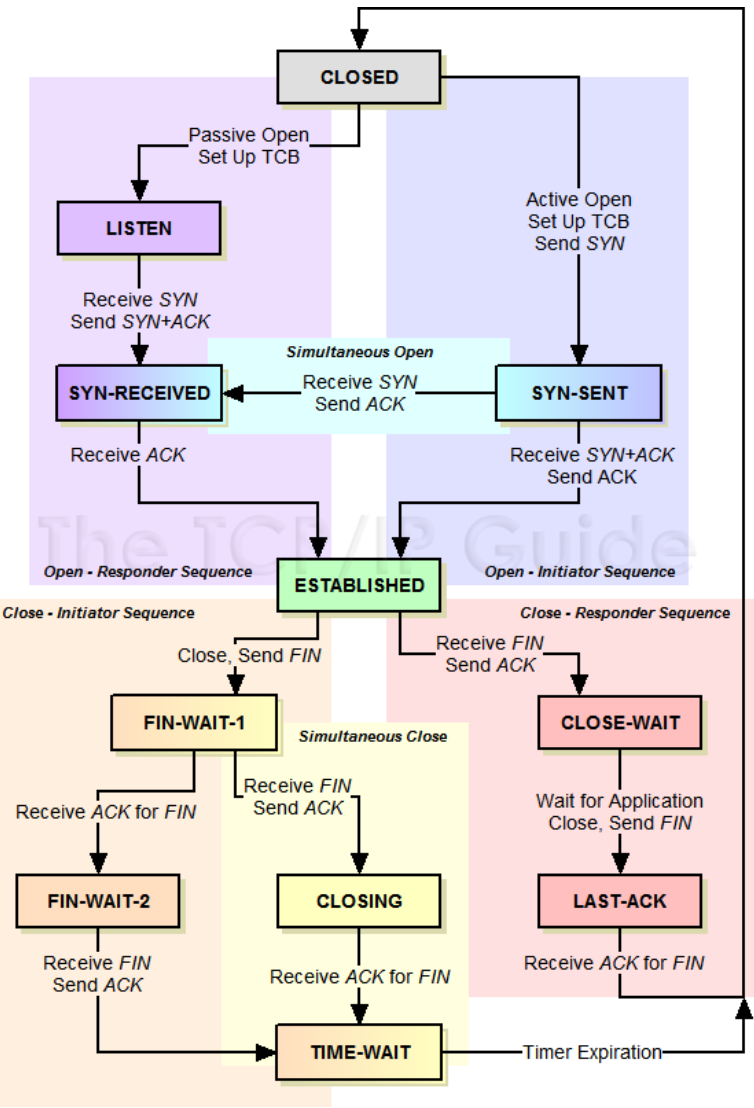 CLOSED
Passive Open
Set Up TCB
Active Open
Set Up TCB
Send SYN
LISTEN
Receive SYN
Send SYN+ACK
Simultaneous Open
SYN-RECEIVED
Receive SYN
Send ACK
SYN-SENT
Receive ACK
Receive SYN+ACK
Send ACK
The TCP/IP Guide
Open - Responder Sequence
ESTABLISHED
Open - Initiator Sequence
Close - Initiator Sequence
Close - Responder Sequence
Close, Send FIN
Receive FIN
Send ACK
FIN-WAIT-1
Simultaneous Close
CLOSE-WAIT
Receive ACK for FIN
Receive FIN
Send ACK
Wait for Application
Close, Send FIN
FIN-WAIT-2
CLOSING
LAST-ACK
Receive FIN
Send ACK
Receive ACK for FIN
Receive ACK for FIN
TIME-WAIT
Timer Expiration